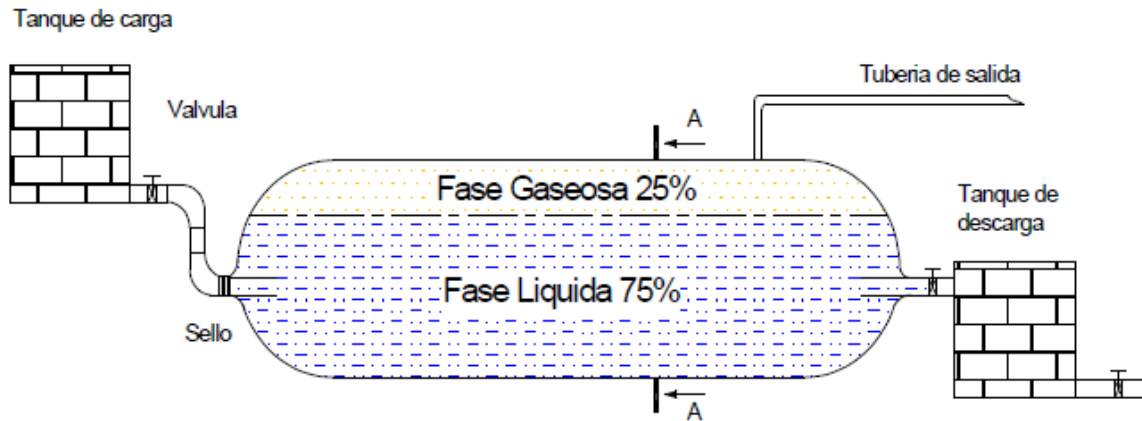 Tanque de carga
Valvula
Tuberia de salida
A
Fase Gaseosa 25%
Tanque de
descarga
Fase Liquida 75%
Sello
A